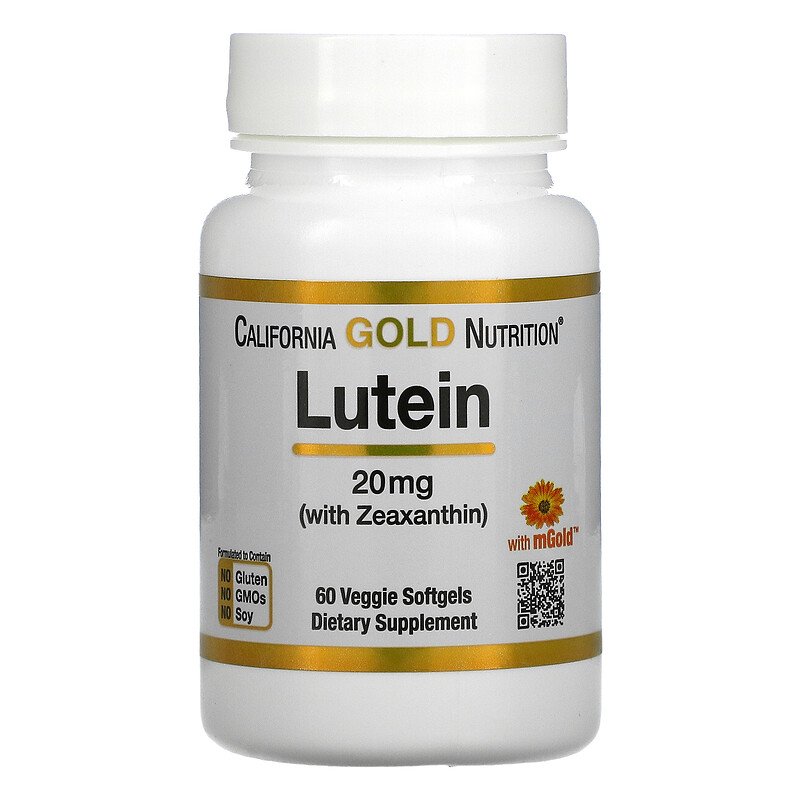 CALIFORNIA GOLD NUTRITION®
Lutein
20mg
(with Zeaxanthin)
with mGold™
Formulated to Contain
NO Gluten
NO GMOs
NO Soy
60 Veggie Softgels
Dietary Supplement